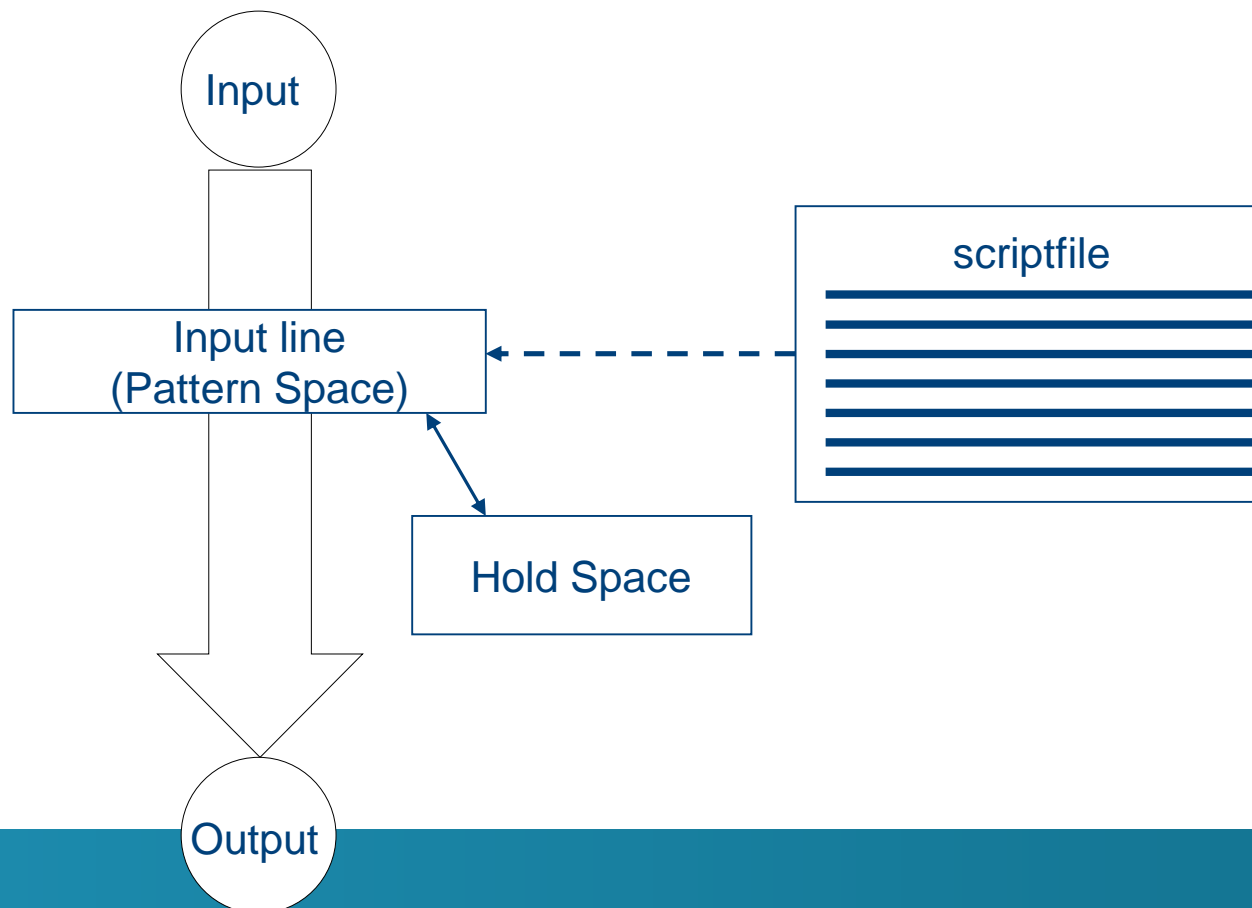 Input
scriptfile
Input line
(Pattern Space)
Hold Space
Output